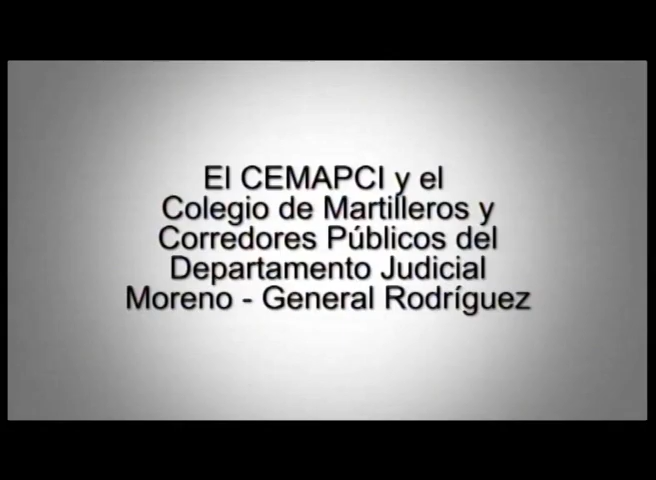 El CEMAPCI y el
Colegio de Martilleros y
Corredores Públicos del
Departamento Judicial
Moreno - General Rodríguez